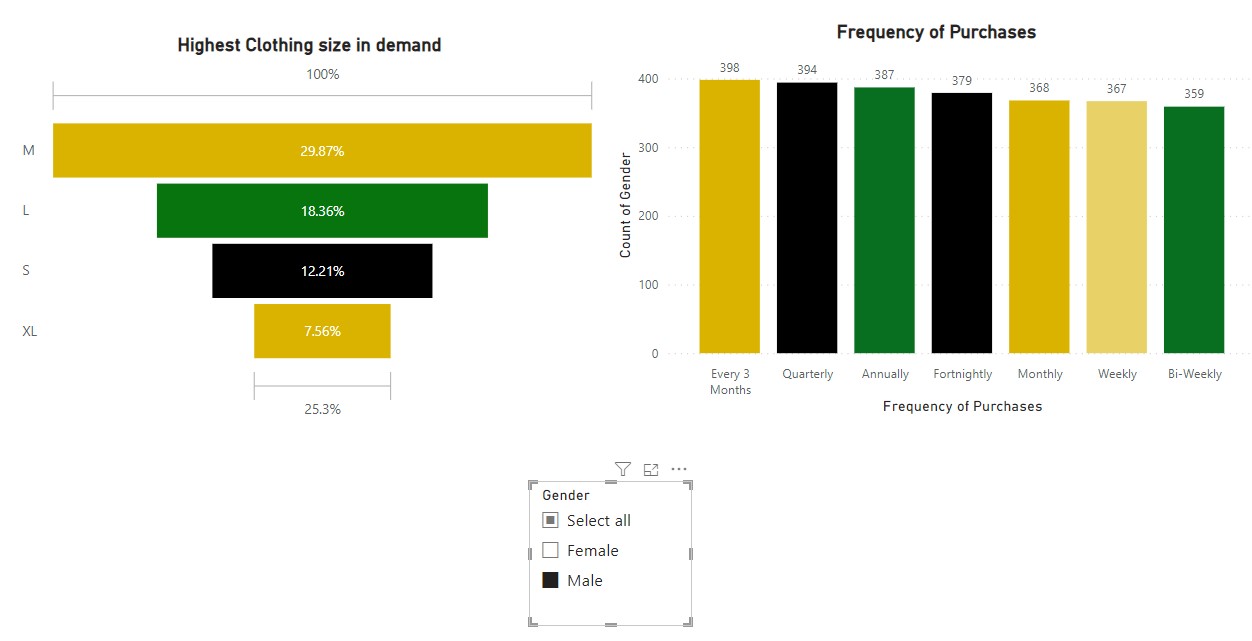 Highest Clothing size in demand
100%
M
29.87%
L
18.36%
S
12.21%
XL
7.56%
25.3%
Frequency of Purchases
Count of Gender
400
300
200
100
0
398
394
387
379
368
367
359
Every 3
Months
Quarterly
Annually
Fortnightly
Monthly
Weekly
Bi-Weekly
Frequency of Purchases
Gender
Select all
Female
Male